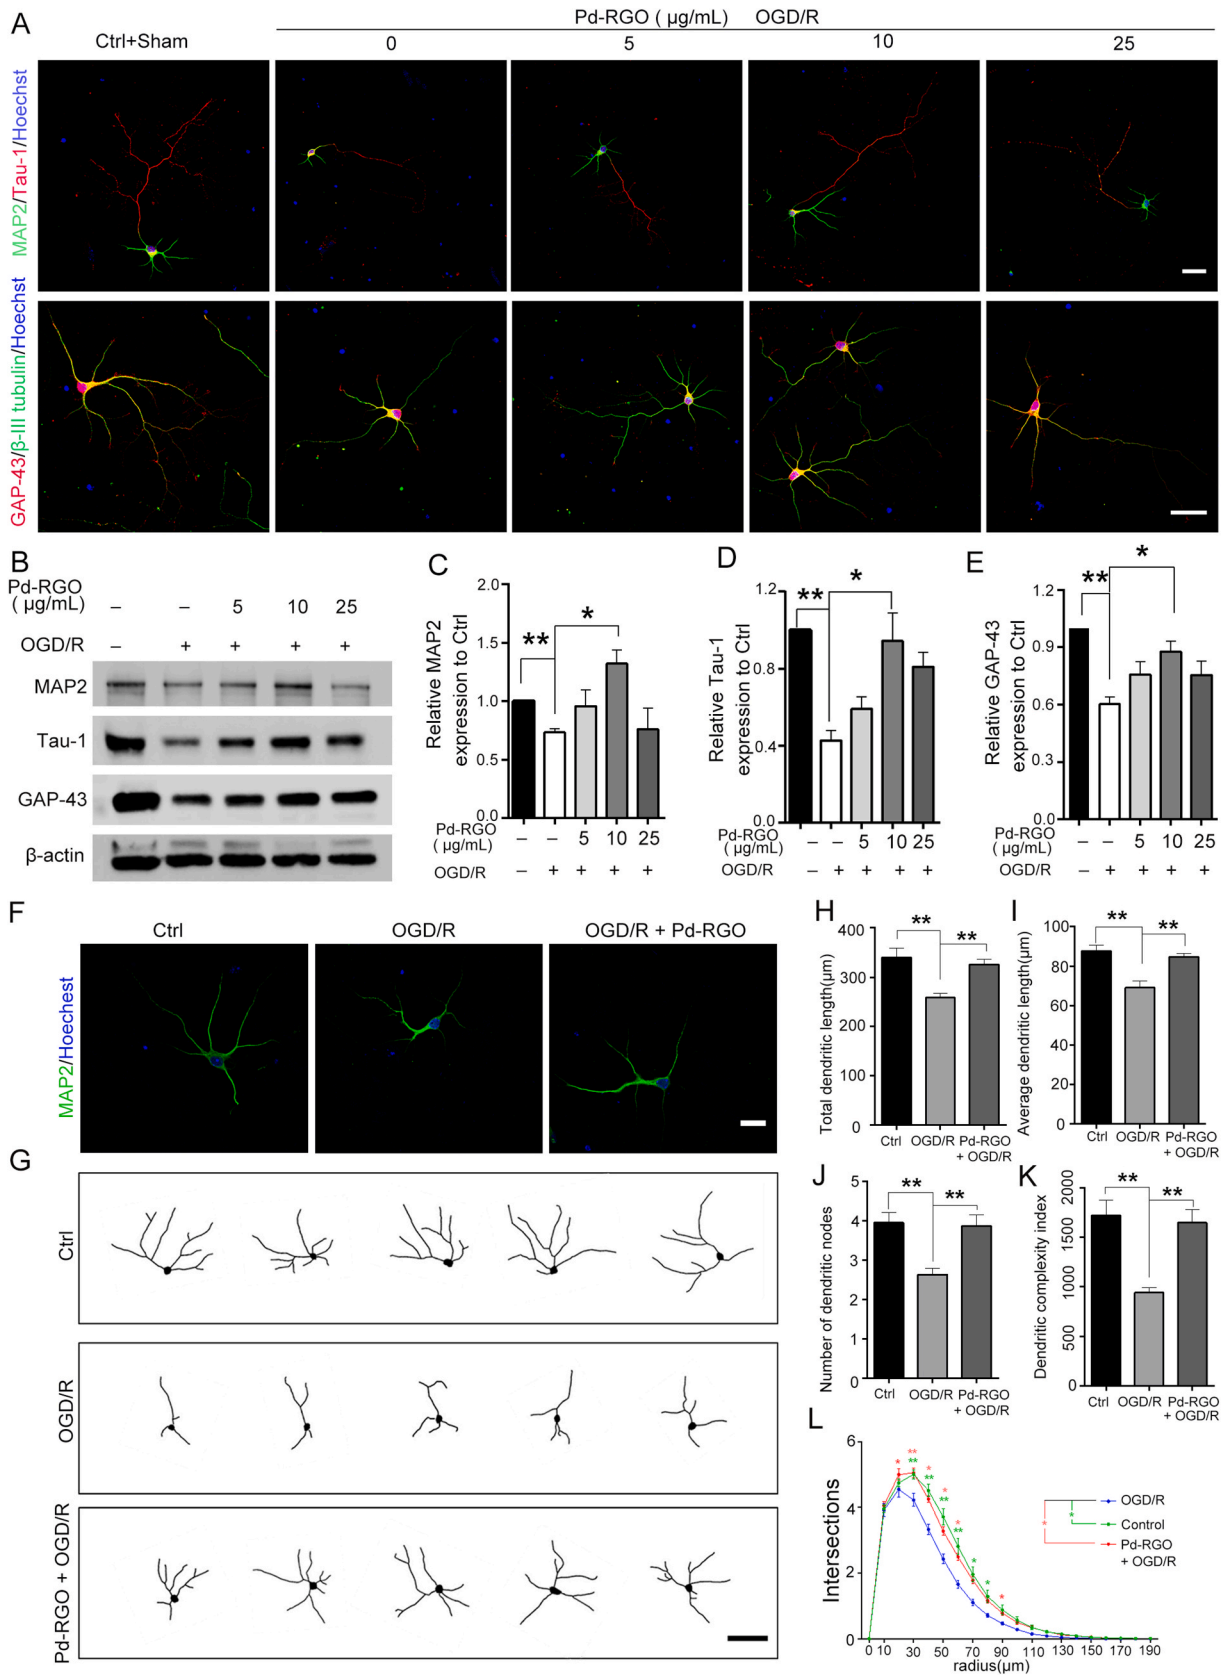 A
Pd-RGO ( μg/mL) OGD/R
Ctrl+Sham
0
5
10
25
MAP2/Tau-1/Hoechst
GAP-43/β-III tubulin/Hoechst
B
Pd-RGO
( μg/mL)
– – 5 10 25
OGD/R – + + + +
MAP2
Tau-1
GAP-43
β-actin
C
Relative MAP2
expression to Ctrl
2.0
1.5
1.0
0.5
0.0
**
*
Pd-RGO
( μg/mL)
– – 5 10 25
OGD/R
– + + + +
D
Relative Tau-1
expression to Ctrl
1.2
0.8
0.4
0.0
**
*
Pd-RGO
( μg/mL)
– – 5 10 25
OGD/R
– + + + +
E
Relative GAP-43
expression to Ctrl
1.2
0.9
0.6
0.3
0.0
**
*
Pd-RGO
( μg/mL)
– – 5 10 25
OGD/R
– + + + +
F
Ctrl
OGD/R
OGD/R + Pd-RGO
MAP2/Hoechest
G
Ctrl
OGD/R
Pd-RGO + OGD/R
H
Total dendritic length(μm)
400
300
200
100
0
**
**
Ctrl
OGD/R
Pd-RGO
+ OGD/R
I
Average dendritic length(μm)
100
80
60
40
20
0
**
**
Ctrl
OGD/R
Pd-RGO
+ OGD/R
J
Number of dendritic nodes
5
4
3
2
1
0
**
**
Ctrl
OGD/R
Pd-RGO
+ OGD/R
K
Dendritic complexity index
2000
1500
1000
500
0
**
**
Ctrl
OGD/R
Pd-RGO
+ OGD/R
L
Intersections
6
4
2
0
* ** * * * *
** ** ** ** * *
OGD/R
Control
Pd-RGO
+ OGD/R
* *
0 10 30 50 70 90 110 130 150 170 190
radius(μm)